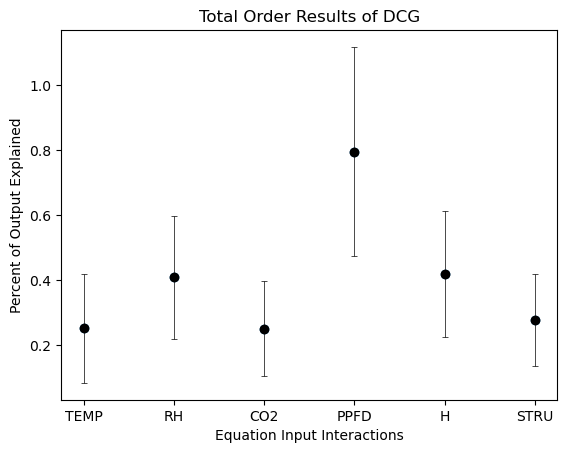 Total Order Results of DCG
Percent of Output Explained
1.0
0.8
0.6
0.4
0.2
TEMP RH CO2 PPFD H STRU
Equation Input Interactions